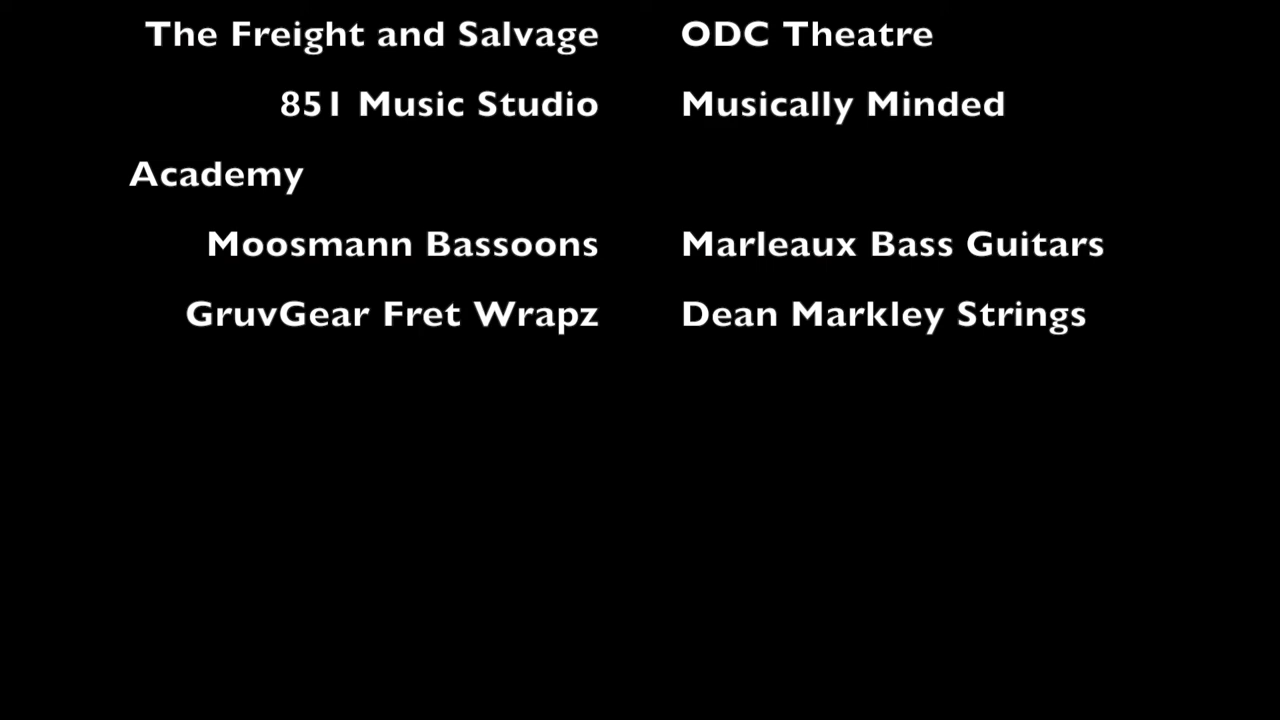 The Freight and Salvage ODC Theatre
851 Music Studio Musically Minded
Academy
Moosmann Bassoons Marleaux Bass Guitars
GruvGear Fret Wrapz Dean Markley Strings